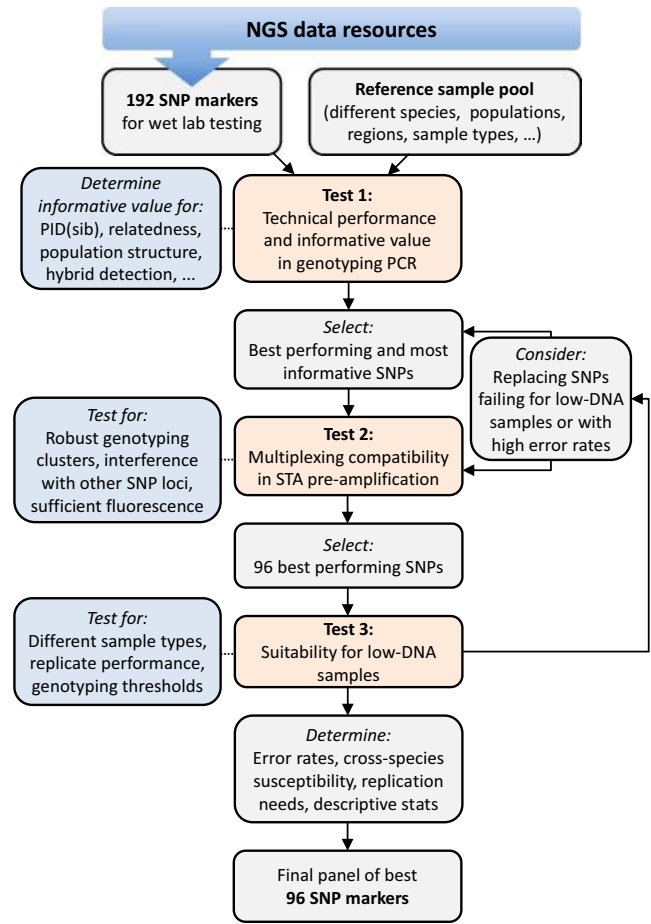 NGS data resources
192 SNP markers
for wet lab testing
Reference sample pool
(different species, populations,
regions, sample types, ...)
Determine
informative value for:
PID(sib), relatedness,
population structure,
hybrid detection, ...
Test 1:
Technical performance
and informative value
in genotyping PCR
Select:
Best performing and most
informative SNPs
Consider:
Replacing SNPs
failing for low-DNA
samples or with
high error rates
Test for:
Robust genotyping
clusters, interference
with other SNP loci,
sufficient fluorescence
Test 2:
Multiplexing compatibility
in STA pre-amplification
Select:
96 best performing SNPs
Test for:
Different sample types,
replicate performance,
genotyping thresholds
Test 3:
Suitability for low-DNA
samples
Determine:
Error rates, cross-species
susceptibility, replication
needs, descriptive stats
Final panel of best
96 SNP markers